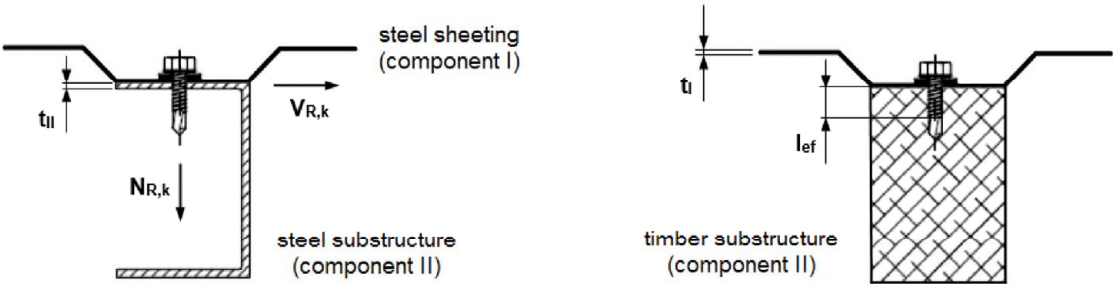 steel sheeting
(component I)
tII
VR,k
NR,k
steel substructure
(component II)
tI
lef
timber substructure
(component II)